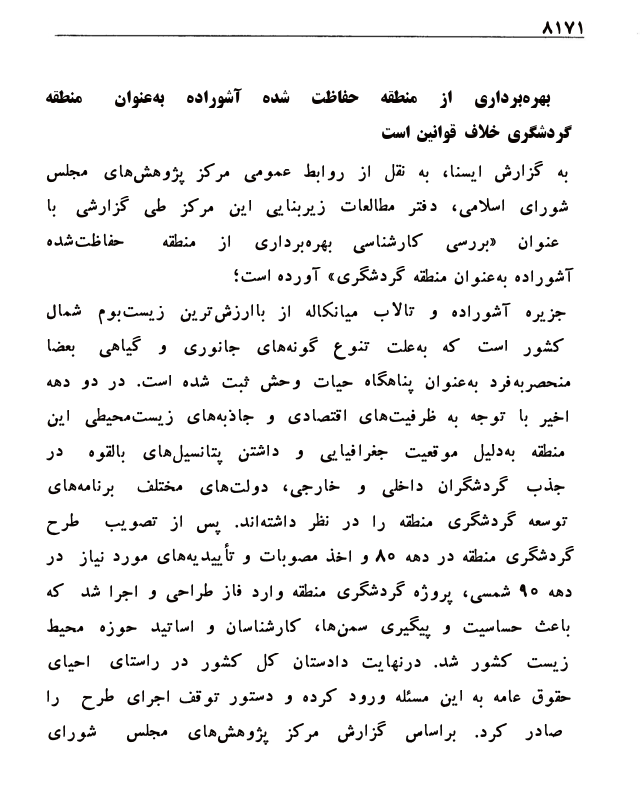 ۸۱۷۱
بهره‌برداری از منطقه حفاظت شده آشوراده به‌عنوان منطقه
گردشگری خلاف قوانین است
به گزارش ایسنا، به نقل از روابط عمومی مرکز پژوهش‌های مجلس
شورای اسلامی، دفتر مطالعات زیربنایی این مرکز طی گزارشی با
عنوان «بررسی کارشناسی بهره‌برداری از منطقه حفاظت‌شده
آشوراده به‌عنوان منطقه گردشگری» آورده است؛
جزیره آشوراده و تالاب میانکاله از باارزش‌ترین زیست‌بوم شمال
کشور است که به‌علت تنوع گونه‌های جانوری و گیاهی بعضا
منحصربه‌فرد به‌عنوان پناهگاه حیات وحش ثبت شده است. در دو دهه
اخیر با توجه به ظرفیت‌های اقتصادی و جاذبه‌های زیست‌محیطی این
منطقه به‌دلیل موقعیت جغرافیایی و داشتن پتانسیل‌های بالقوه در
جذب گردشگران داخلی و خارجی، دولت‌های مختلف برنامه‌های
توسعه گردشگری منطقه را در نظر داشته‌اند. پس از تصویب طرح
گردشگری منطقه در دهه ۸۰ و اخذ مصوبات و تأییدیه‌های مورد نیاز در
دهه ۹۰ شمسی، پروژه گردشگری منطقه وارد فاز طراحی و اجرا شد که
باعث حساسیت و پیگیری سمن‌ها، کارشناسان و اساتید حوزه محیط
زیست کشور شد. درنهایت دادستان کل کشور در راستای احیای
حقوق عامه به این مسئله ورود کرده و دستور توقف اجرای طرح را
صادر کرد. براساس گزارش مرکز پژوهش‌های مجلس شورای